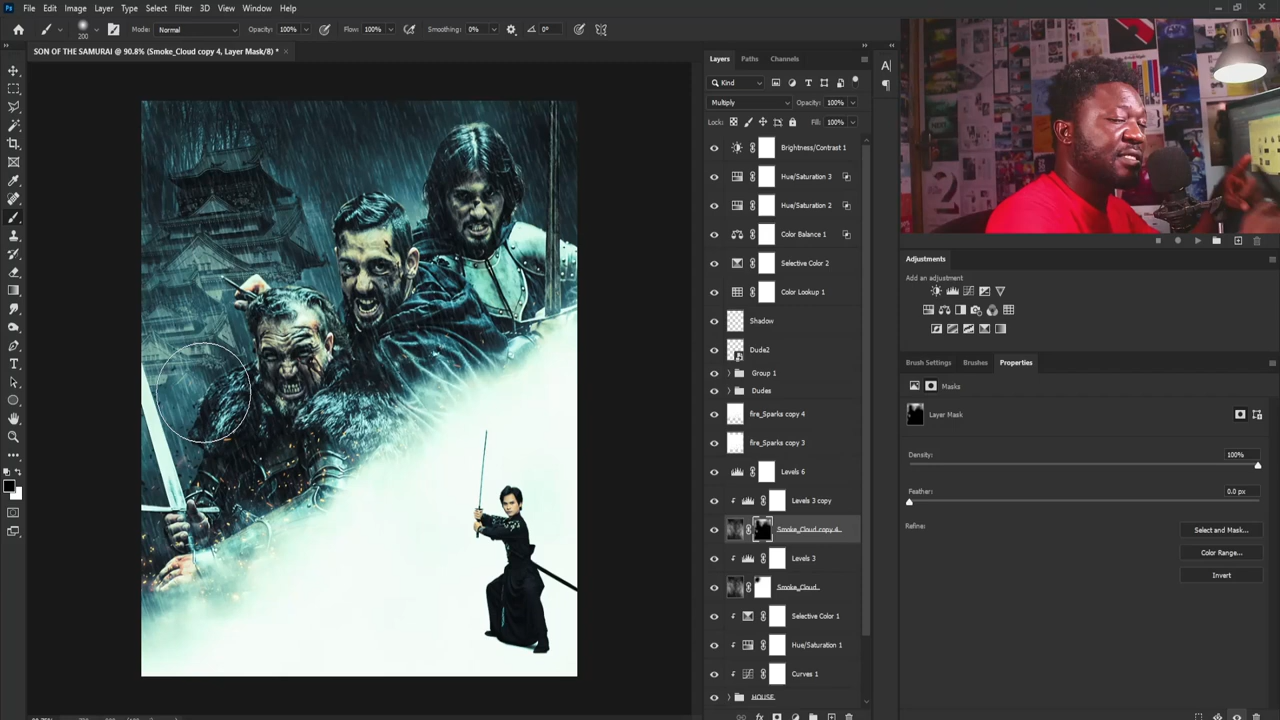 Ps File Edit Image Layer Type Select Filter 3D View Window Help
200 Mode: Normal Opacity: 100% Flow: 100% Smoothing: 0% 0°
SON OF THE SAMURAI @ 90.8% (Smoke_Cloud copy 4, Layer Mask/8) *
Layers Paths Channels
Kind
Multiply Opacity: 100%
Lock: Fill: 100%
Brightness/Contrast 1
Hue/Saturation 3
Hue/Saturation 2
Color Balance 1
Selective Color 2
Color Lookup 1
Shadow
Dude2
Group 1
Dudes
fire_Sparks copy 4
fire_Sparks copy 3
Levels 6
Levels 3 copy
Smoke_Cloud copy 4
Levels 3
Smoke_Cloud
Selective Color 1
Hue/Saturation 1
Curves 1
HOUSE
Adjustments
Add an adjustment
Brush Settings Brushes Properties
Masks
Layer Mask
Density: 100%
Feather: 0.0 px
Refine:
Select and Mask...
Color Range...
Invert